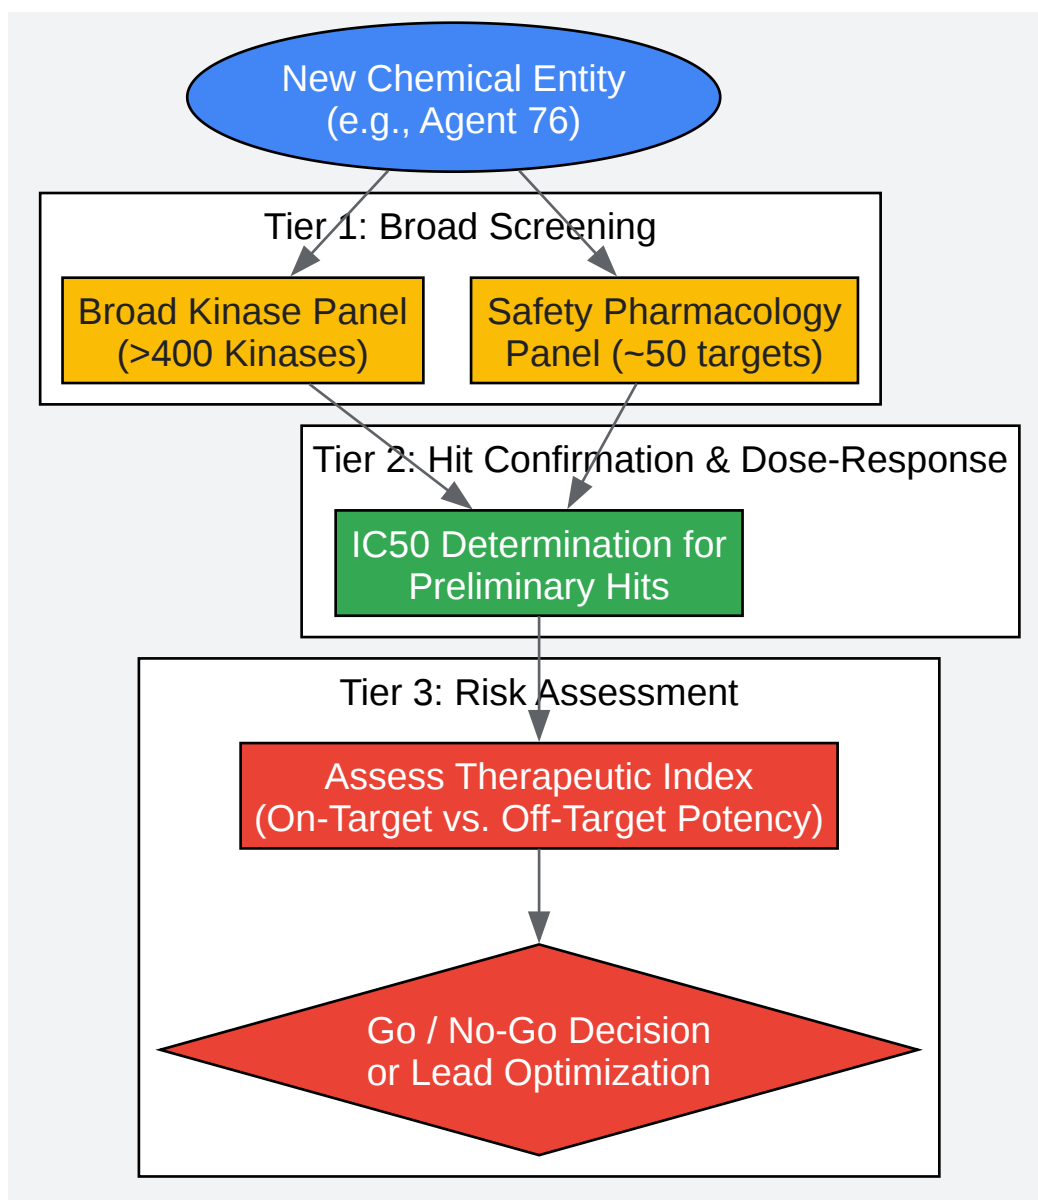 New Chemical Entity
(e.g., Agent 76)
Tier 1: Broad Screening
Broad Kinase Panel
(>400 Kinases)
Safety Pharmacology
Panel (~50 targets)
Tier 2: Hit Confirmation & Dose-Response
IC50 Determination for
Preliminary Hits
Tier 3: Risk Assessment
Assess Therapeutic Index
(On-Target vs. Off-Target Potency)
Go / No-Go Decision
or Lead Optimization